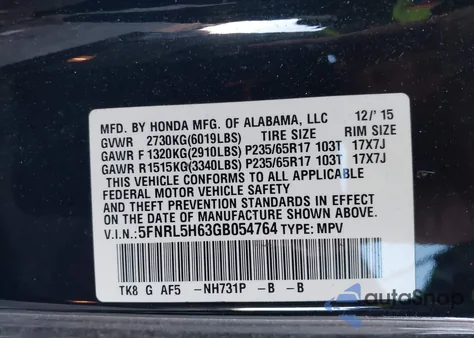 MFD. BY HONDA MFG. OF ALABAMA, LLC 12/'15
GVWR 2730KG(6019LBS) TIRE SIZE RIM SIZE
GAWR F 1320KG(2910LBS) P235/65R17 103T 17X7J
GAWR R1515KG(3340LBS) P235/65R17 103T 17X7J
THIS VEHICLE CONFORMS TO ALL APPLICABLE
FEDERAL MOTOR VEHICLE SAFETY
AND THEFT PREVENTION STANDARDS IN EFFECT
ON THE DATE OF MANUFACTURE SHOWN ABOVE.
V.I.N.: 5FNRL5H63GB054764 TYPE: MPV
TK8 G AF5 -NH731P -B -B
autoSnap